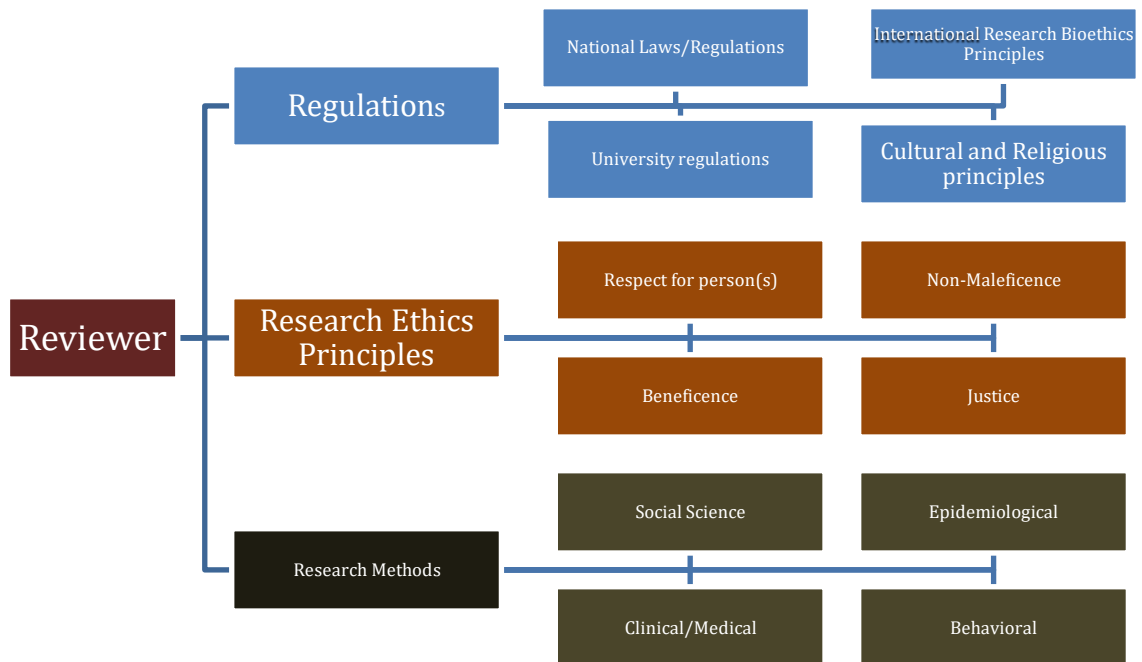 National Laws/Regulations
International Research Bioethics
Principles
Regulations
University regulations
Cultural and Religious
principles
Respect for person(s)
Non-Maleficence
Reviewer
Research Ethics
Principles
Beneficence
Justice
Social Science
Epidemiological
Research Methods
Clinical/Medical
Behavioral